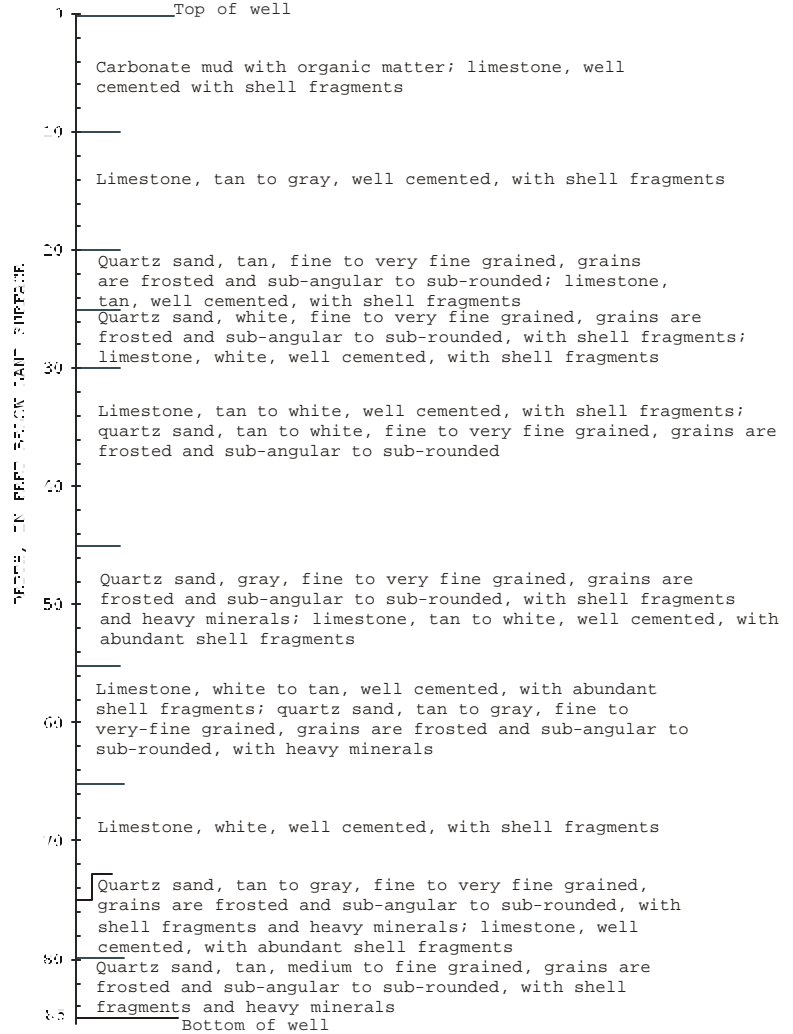 Top of well
Carbonate mud with organic matter; limestone, well
cemented with shell fragments
10
Limestone, tan to gray, well cemented, with shell fragments
20
Quartz sand, tan, fine to very fine grained, grains
are frosted and sub-angular to sub-rounded; limestone,
tan, well cemented, with shell fragments
Quartz sand, white, fine to very fine grained, grains are
frosted and sub-angular to sub-rounded, with shell fragments;
limestone, white, well cemented, with shell fragments
30
Limestone, tan to white, well cemented, with shell fragments;
quartz sand, tan to white, fine to very fine grained, grains are
frosted and sub-angular to sub-rounded
40
Quartz sand, gray, fine to very fine grained, grains are
frosted and sub-angular to sub-rounded, with shell fragments
and heavy minerals; limestone, tan to white, well cemented, with
abundant shell fragments
50
Limestone, white to tan, well cemented, with abundant
shell fragments; quartz sand, tan to gray, fine to
very-fine grained, grains are frosted and sub-angular to
sub-rounded, with heavy minerals
60
Limestone, white, well cemented, with shell fragments
70
Quartz sand, tan to gray, fine to very fine grained,
grains are frosted and sub-angular to sub-rounded, with
shell fragments and heavy minerals; limestone, well
cemented, with abundant shell fragments
80
Quartz sand, tan, medium to fine grained, grains are
frosted and sub-angular to sub-rounded, with shell
fragments and heavy minerals
85
Bottom of well
DEPTH, IN FEET BELOW LAND SURFACE